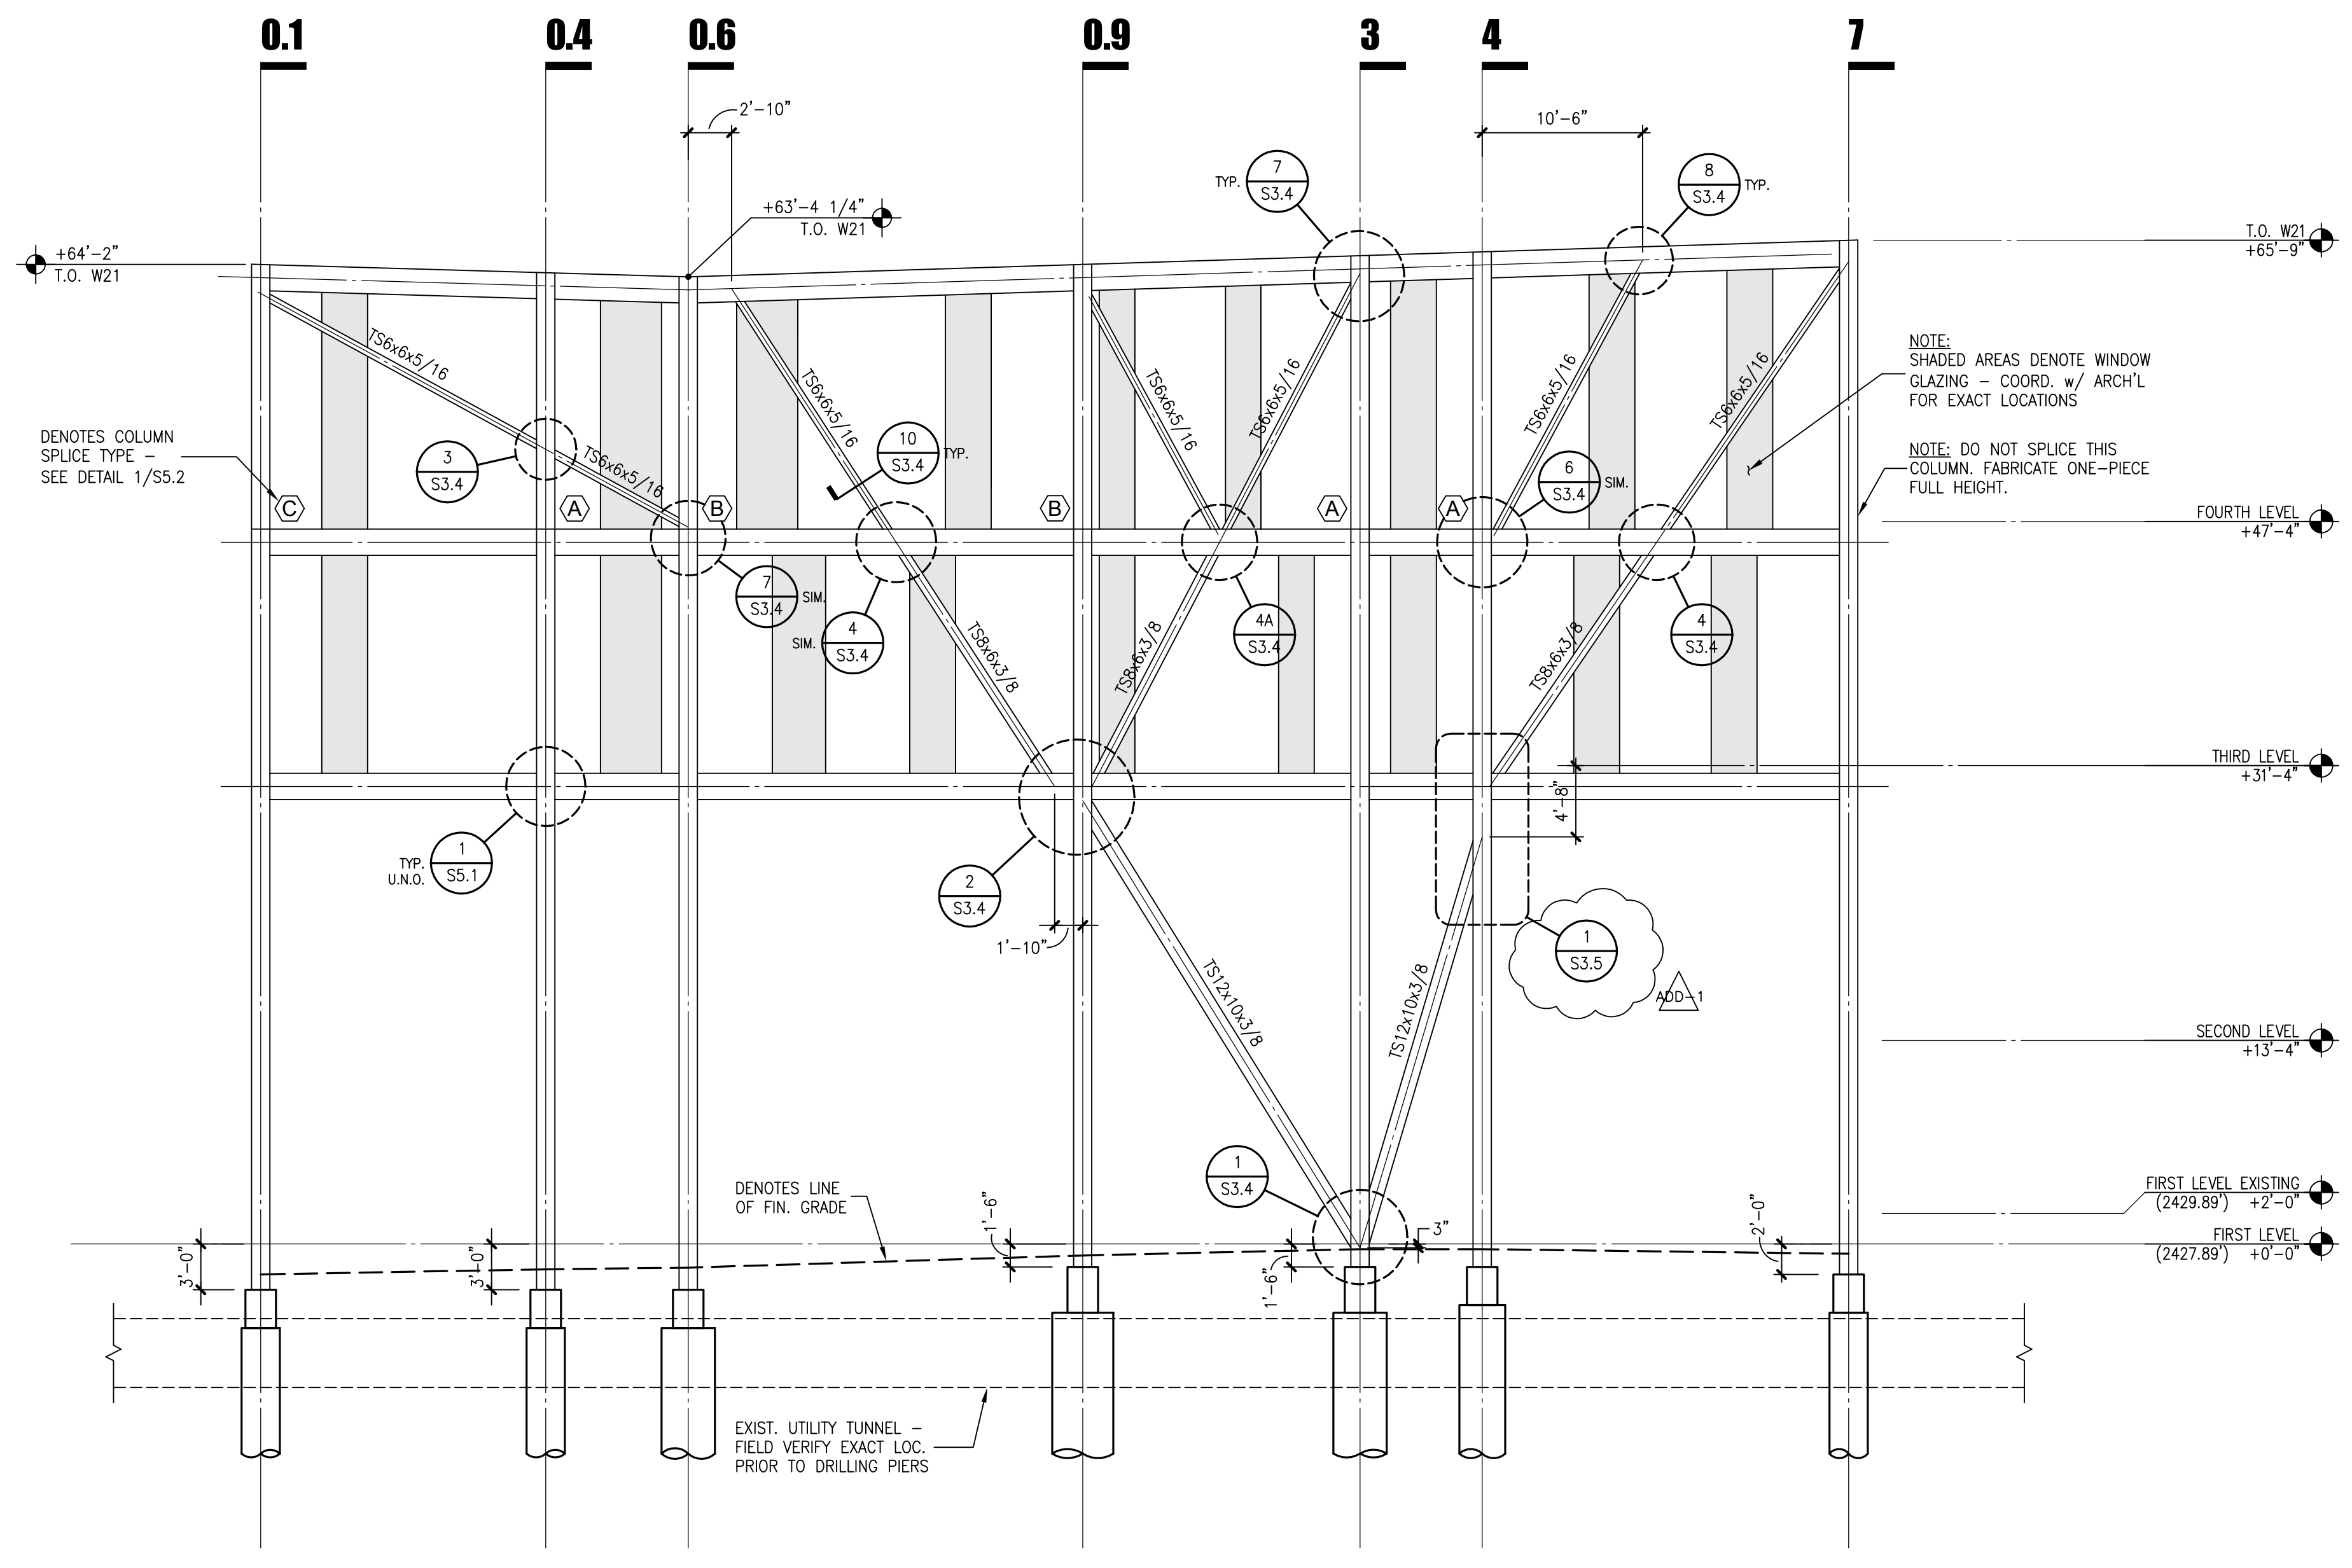 0.1
0.4
0.6
0.9
3
4
7
2'-10"
10'-6"
7
S3.4
TYP.
8
S3.4
TYP.
+63'-4 1/4"
T.O. W21
+64'-2"
T.O. W21
T.O. W21
+65'-9"
TS6x6x5/16
TS6x6x5/16
TS6x6x5/16
TS6x6x5/16
TS6x6x5/16
TS6x6x5/16
TS6x6x5/16
NOTE:
SHADED AREAS DENOTE WINDOW
GLAZING - COORD. w/ ARCH'L
FOR EXACT LOCATIONS
NOTE: DO NOT SPLICE THIS
COLUMN. FABRICATE ONE-PIECE
FULL HEIGHT.
DENOTES COLUMN
SPLICE TYPE -
SEE DETAIL 1/S5.2
3
S3.4
10
S3.4
TYP.
6
S3.4
SIM.
C
A
B
B
A
A
FOURTH LEVEL
+47'-4"
7
S3.4
SIM.
SIM.
4
S3.4
4A
S3.4
4
S3.4
TS8x6x3/8
TS8x6x3/8
TS8x6x3/8
THIRD LEVEL
+31'-4"
4'-8"
TYP.
U.N.O.
1
S5.1
2
S3.4
1'-10"
1
S3.5
ADD-1
TS12x10x3/8
TS12x10x3/8
SECOND LEVEL
+13'-4"
1
S3.4
DENOTES LINE
OF FIN. GRADE
FIRST LEVEL EXISTING
(2429.89') +2'-0"
FIRST LEVEL
(2427.89') +0'-0"
3'-0"
3'-0"
1'-6"
1'-6"
3"
2'-0"
EXIST. UTILITY TUNNEL -
FIELD VERIFY EXACT LOC.
PRIOR TO DRILLING PIERS